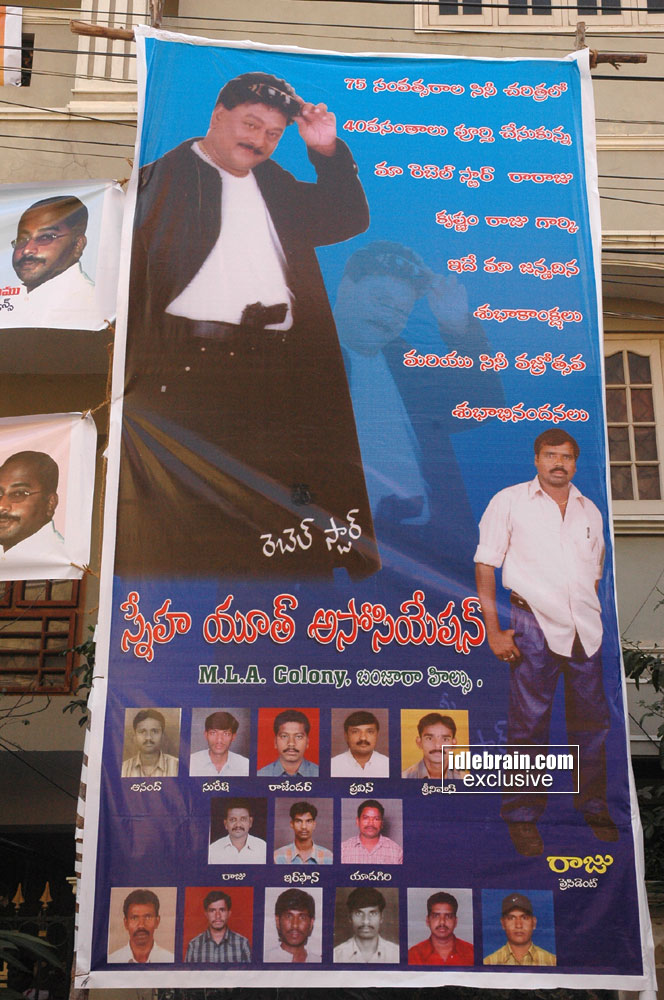 75 సంవత్సరాల సినీ చరిత్రలో
40వసంతాలు పూర్తి చేసుకున్న
మా రెబెల్ స్టార్ రారాజు
కృష్ణం రాజు గార్కి
ఇదే మా జన్మదిన
శుభాకాంక్షలు
మరియు సినీ వజ్రోత్సవ
శుభాభినందనలు
రెబెల్ స్టార్
స్నేహ యూత్ అసోసియేషన్
M.L.A. Colony, బంజారా హిల్స్.
ఆనంద్ సురేష్ రాజేందర్ ప్రవిన్ శ్రీనివాస్
idlebrain.com
exclusive
రాజు ఇర్ఫాన్ యాదగిరి
రాజు
ప్రెసిడెంట్